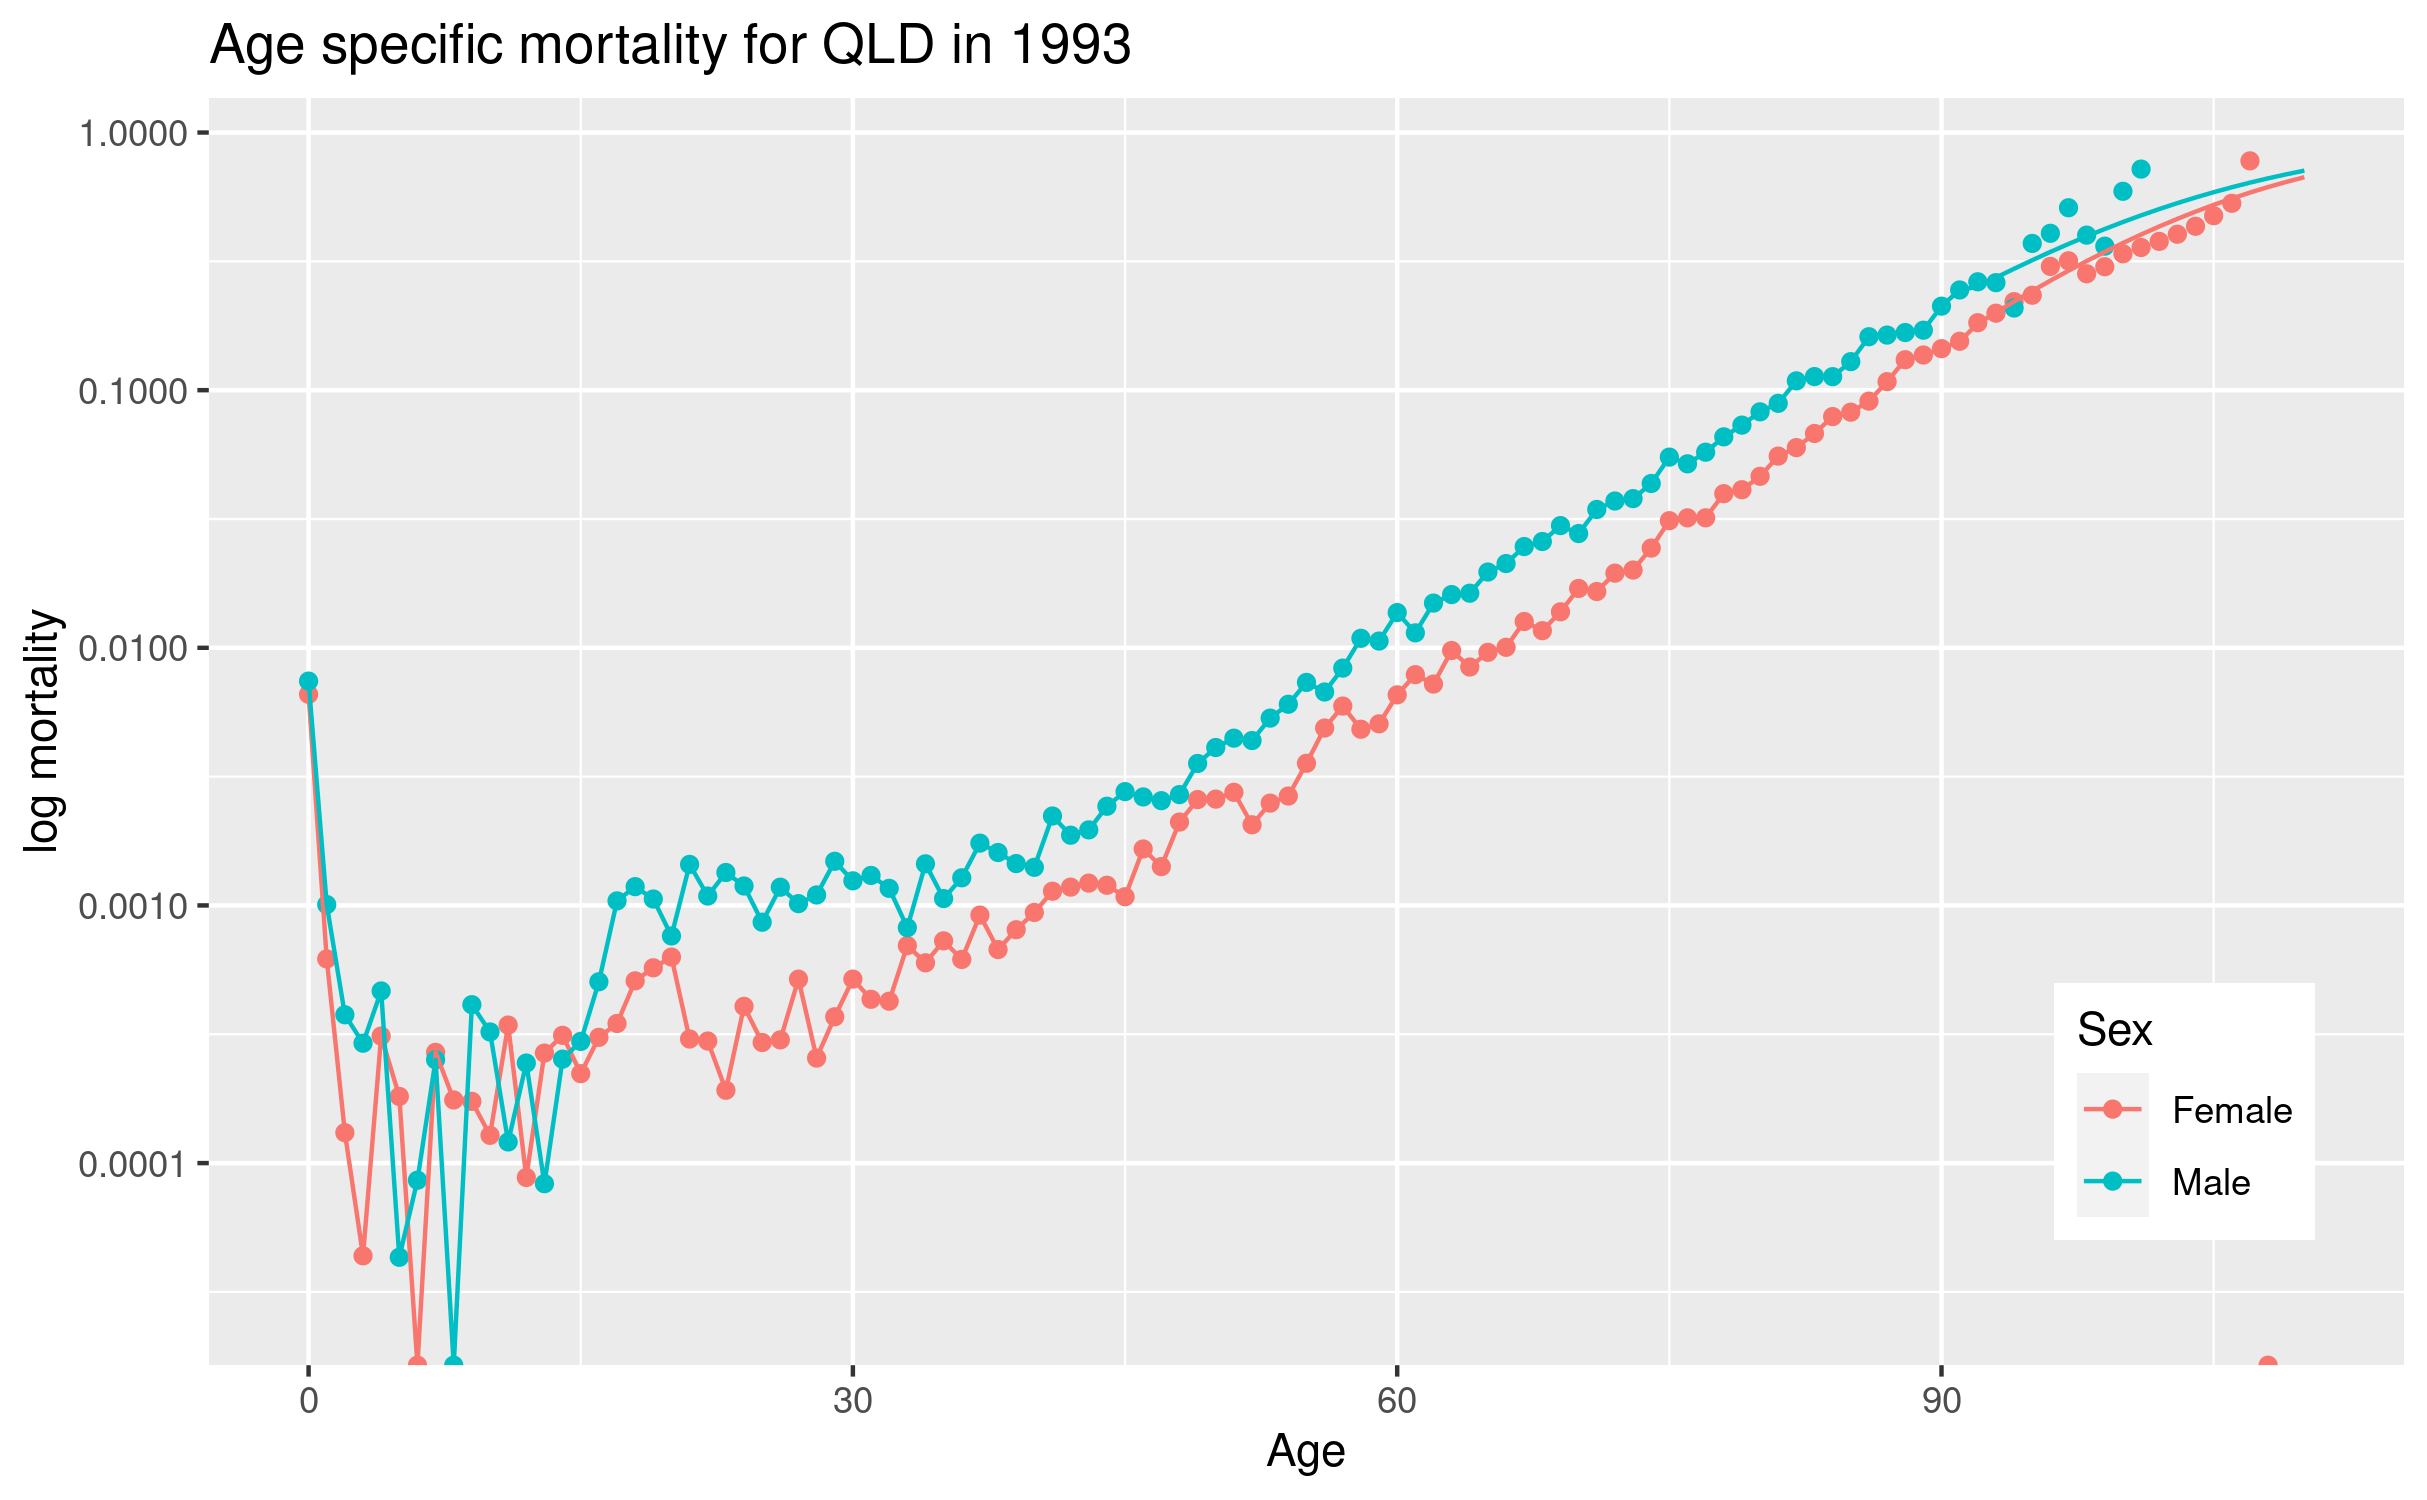 Age specific mortality for QLD in 1993
1.0000
0.1000
0.0100
0.0010
0.0001
log mortality
0 30 60 90
Age
Sex
Female
Male